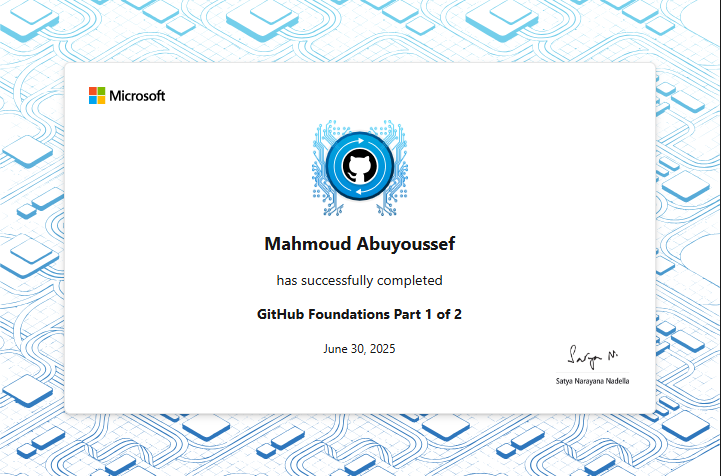 Microsoft
Mahmoud Abuyoussef
has successfully completed
GitHub Foundations Part 1 of 2
June 30, 2025
Satya N.
Satya Narayana Nadella